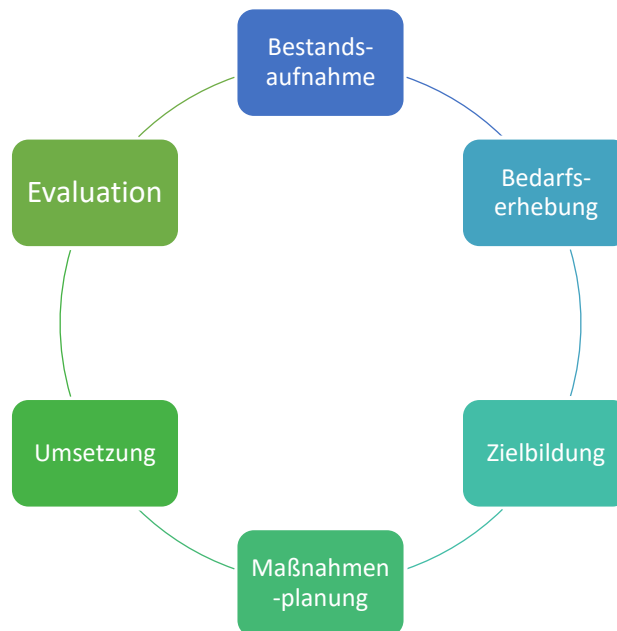 Bestands-
aufnahme
Bedarfs-
erhebung
Zielbildung
Maßnahmen
-planung
Umsetzung
Evaluation